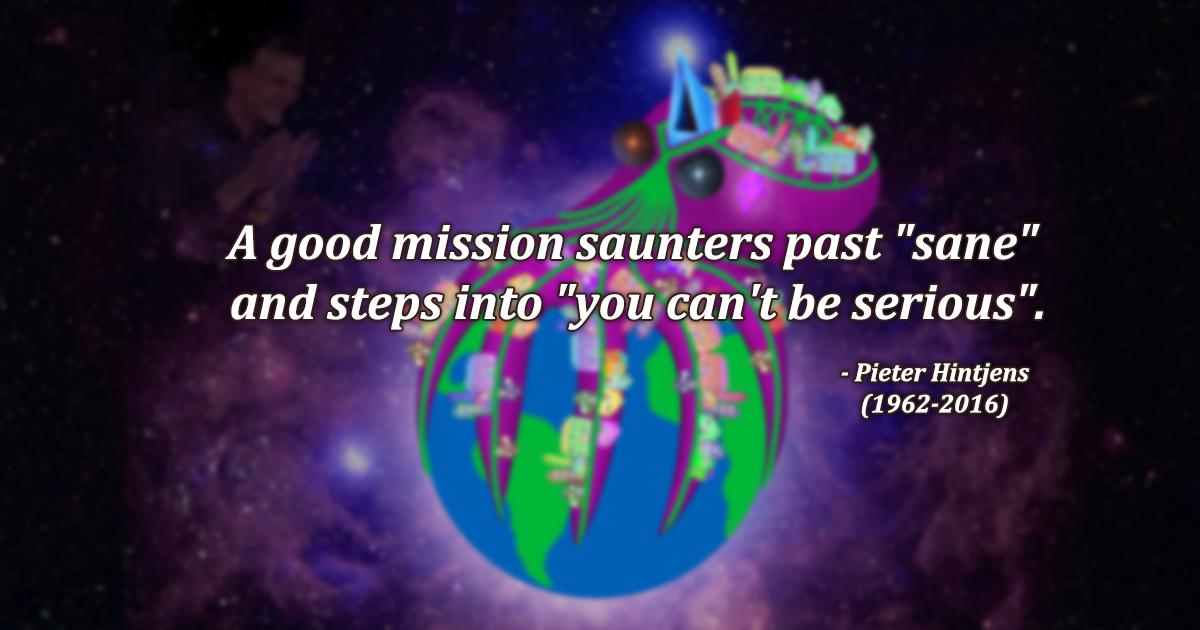 A good mission saunters past "sane"
and steps into "you can't be serious".
- Pieter Hintjens
(1962-2016)